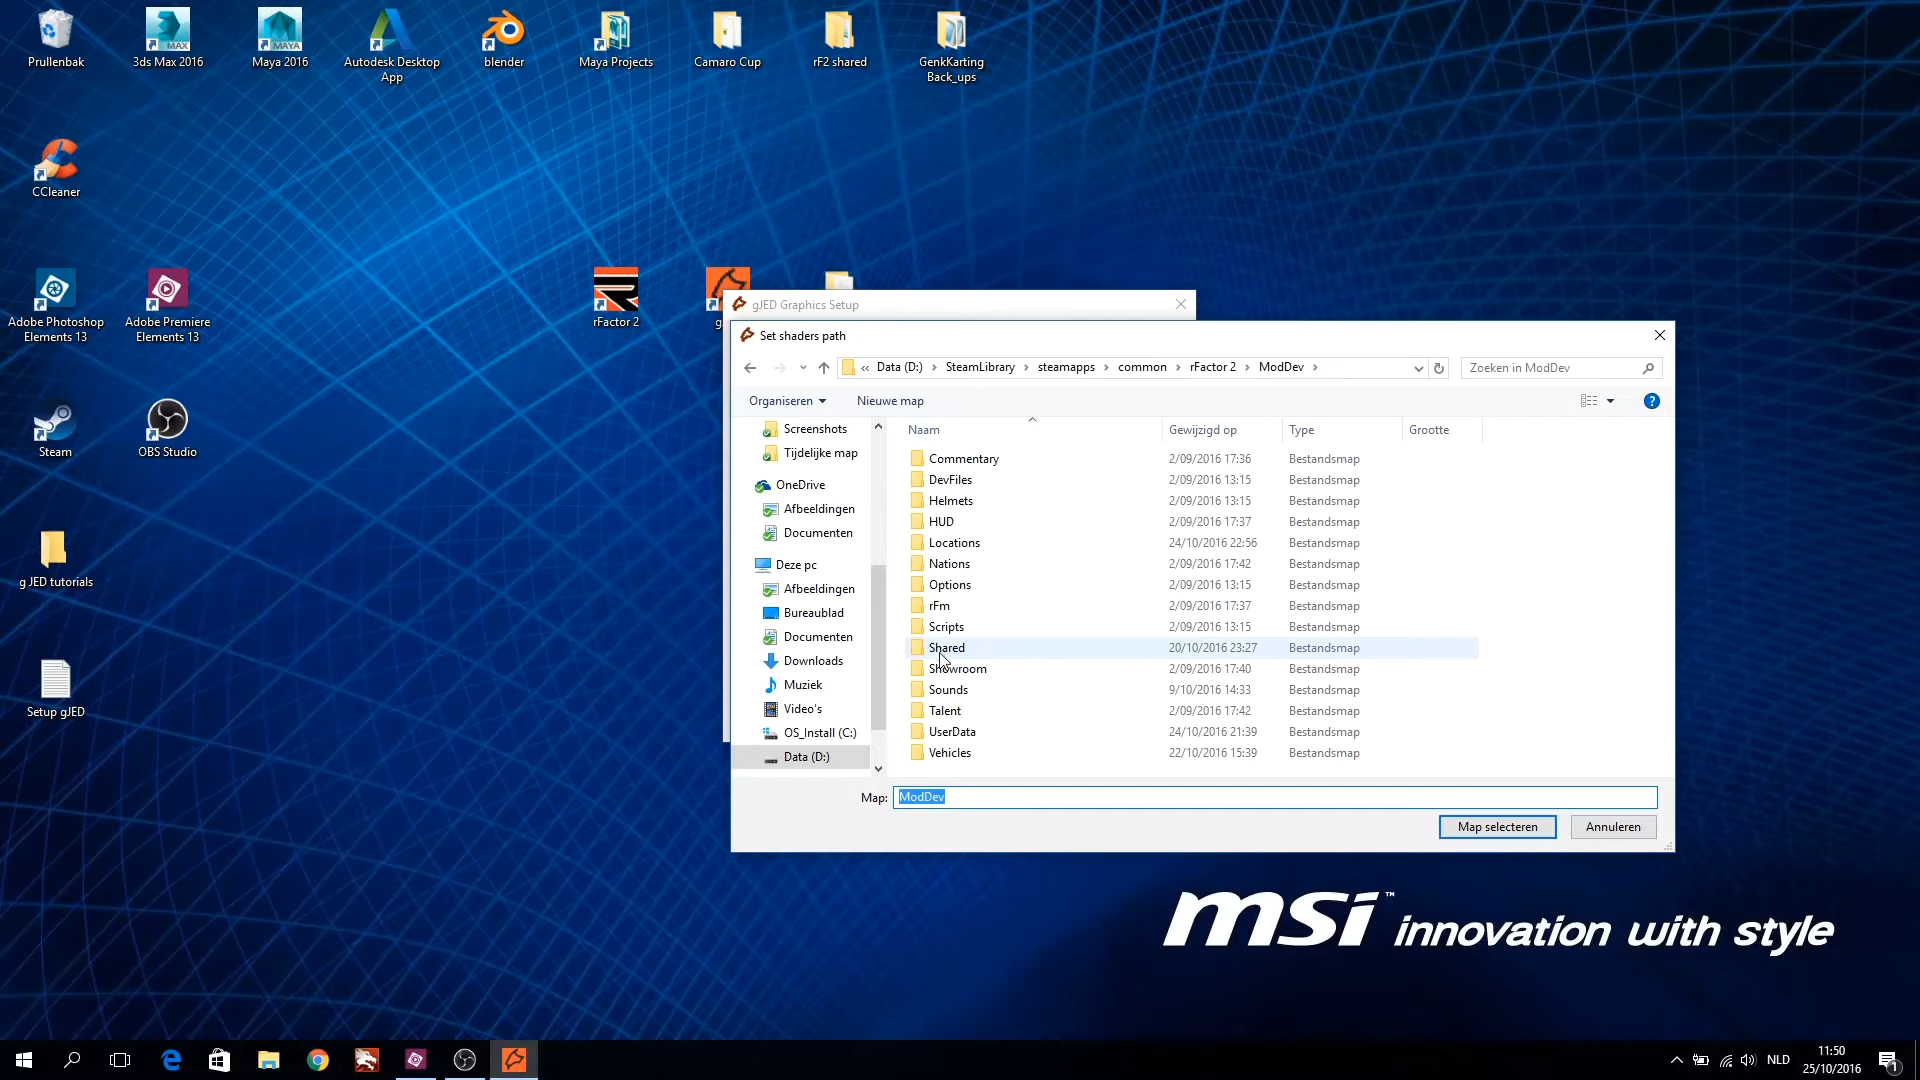 Prullenbak
3ds Max 2016
Maya 2016
Autodesk Desktop
App
blender
Maya Projects
Camaro Cup
rF2 shared
GenkKarting
Back_ups
MAX
MAYA
CCleaner
Adobe Photoshop
Elements 13
Adobe Premiere
Elements 13
rFactor 2
Steam
OBS Studio
g JED tutorials
Setup gJED
gJED Graphics Setup
Set shaders path
« Data (D:) › SteamLibrary › steamapps › common › rFactor 2 › ModDev ›
Zoeken in ModDev
Organiseren
Nieuwe map
Screenshots
Tijdelijke map
OneDrive
Afbeeldingen
Documenten
Deze pc
Afbeeldingen
Bureaublad
Documenten
Downloads
Muziek
Video's
OS_Install (C:)
Data (D:)
Naam Gewijzigd op Type Grootte
Commentary 2/09/2016 17:36 Bestandsmap
DevFiles 2/09/2016 13:15 Bestandsmap
Helmets 2/09/2016 13:15 Bestandsmap
HUD 2/09/2016 17:37 Bestandsmap
Locations 24/10/2016 22:56 Bestandsmap
Nations 2/09/2016 17:42 Bestandsmap
Options 2/09/2016 13:15 Bestandsmap
rFm 2/09/2016 17:37 Bestandsmap
Scripts 2/09/2016 13:15 Bestandsmap
Shared 20/10/2016 23:27 Bestandsmap
Showroom 2/09/2016 17:40 Bestandsmap
Sounds 9/10/2016 14:33 Bestandsmap
Talent 2/09/2016 17:42 Bestandsmap
UserData 24/10/2016 21:39 Bestandsmap
Vehicles 22/10/2016 15:39 Bestandsmap
Map: ModDev
Map selecteren
Annuleren
msi™ innovation with style
NLD
11:50
25/10/2016
1